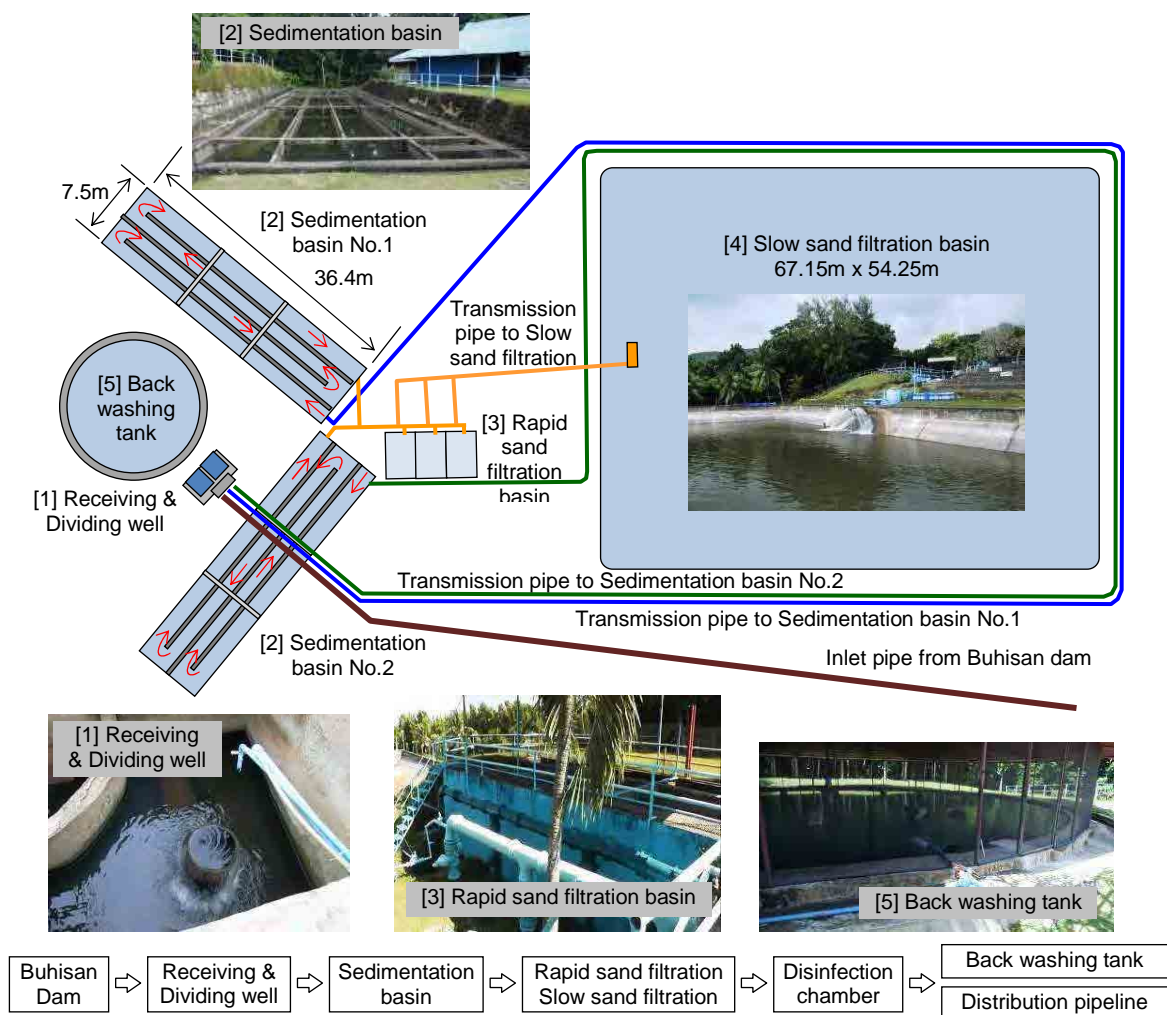 [2] Sedimentation basin
7.5m
[2] Sedimentation
basin No.1
36.4m
[4] Slow sand filtration basin
67.15m x 54.25m
Transmission
pipe to Slow
sand filtration
[5] Back
washing
tank
[3] Rapid
sand
filtration
basin
[1] Receiving &
Dividing well
Transmission pipe to Sedimentation basin No.2
Transmission pipe to Sedimentation basin No.1
[2] Sedimentation
basin No.2
Inlet pipe from Buhisan dam
[1] Receiving
& Dividing well
[3] Rapid sand filtration basin
[5] Back washing tank
Buhisan
Dam
Receiving &
Dividing well
Sedimentation
basin
Rapid sand filtration
Slow sand filtration
Disinfection
chamber
Back washing tank
Distribution pipeline